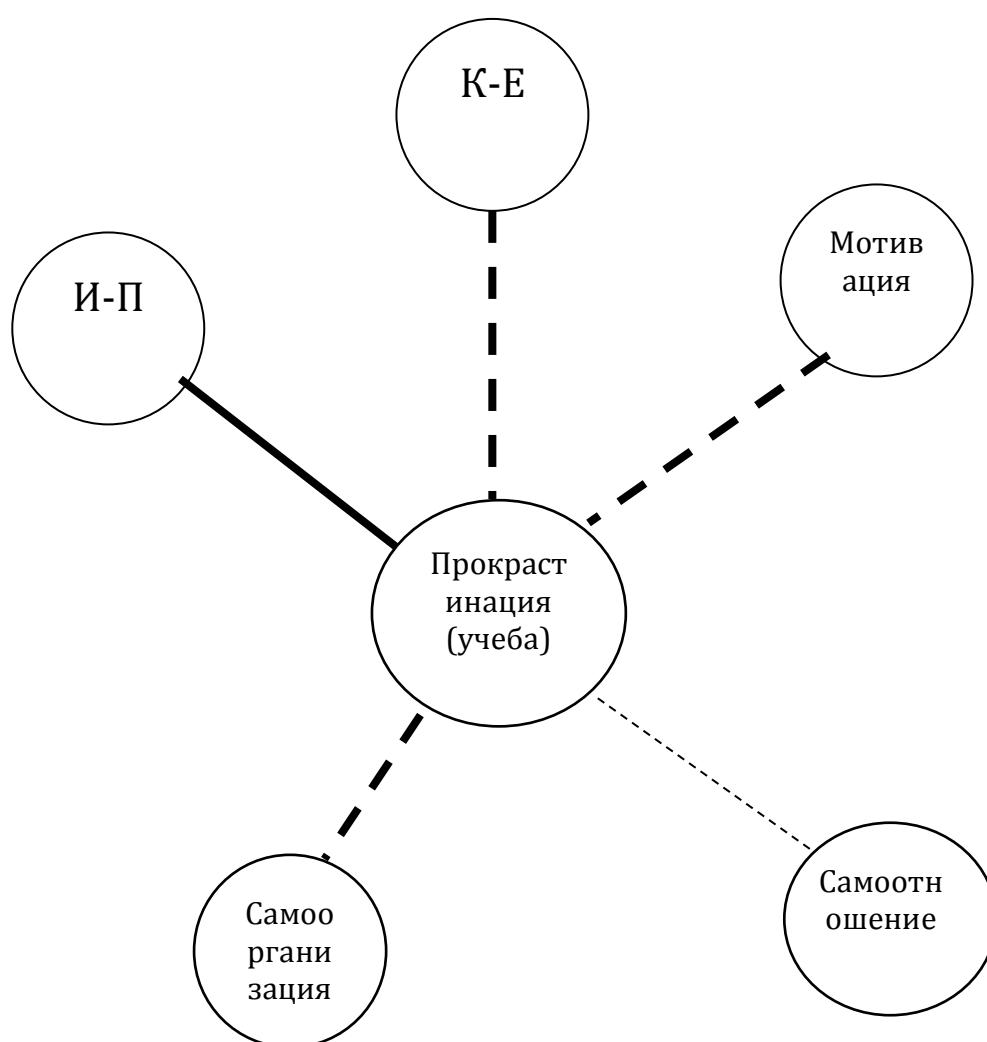 К-Е
Мотив
ация
И-П
Прокраст
инация
(учеба)
Самоотн
ошение
Самоо
ргани
зация